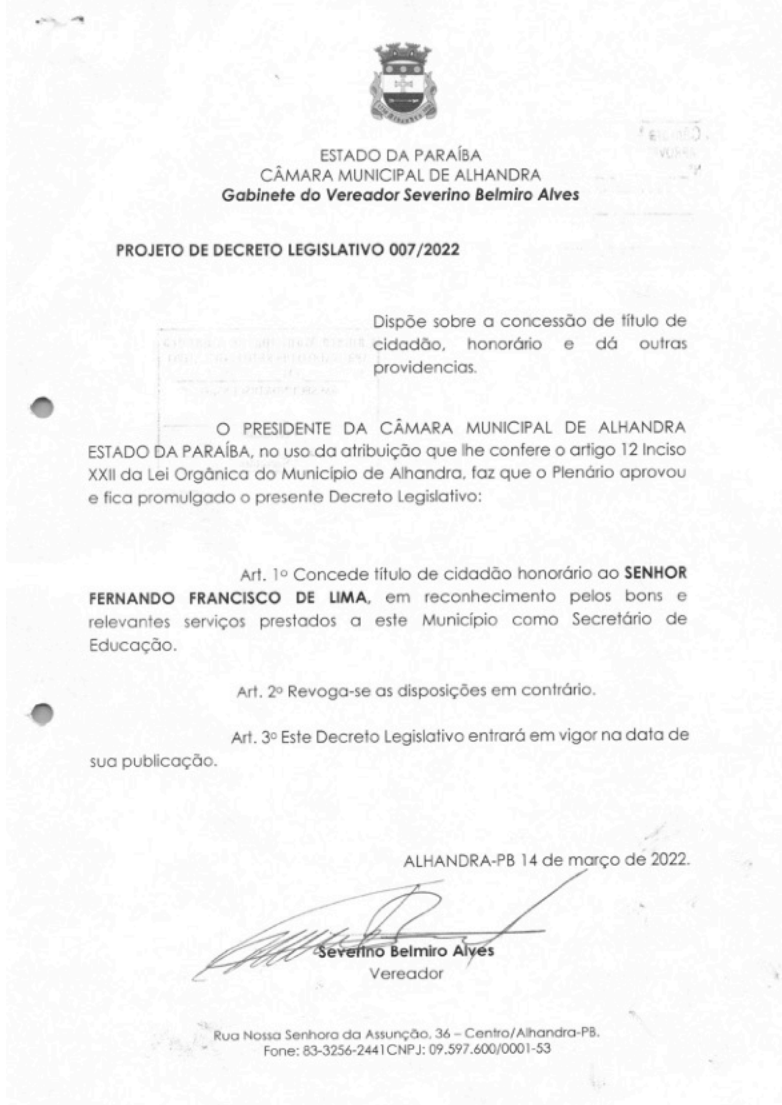 ESTADO DA PARAÍBA
CÂMARA MUNICIPAL DE ALHANDRA
Gabinete do Vereador Severino Belmiro Alves
PROJETO DE DECRETO LEGISLATIVO 007/2022
Dispõe sobre a concessão de título de
cidadão, honorário e dá outras
providencias.
O PRESIDENTE DA CÂMARA MUNICIPAL DE ALHANDRA
ESTADO DA PARAÍBA, no uso da atribuição que lhe confere o artigo 12 Inciso
XXII da Lei Orgânica do Município de Alhandra, faz que o Plenário aprovou
e fica promulgado o presente Decreto Legislativo:
Art. 1º Concede título de cidadão honorário ao SENHOR
FERNANDO FRANCISCO DE LIMA, em reconhecimento pelos bons e
relevantes serviços prestados a este Município como Secretário de
Educação.
Art. 2º Revoga-se as disposições em contrário.
Art. 3º Este Decreto Legislativo entrará em vigor na data de
sua publicação.
ALHANDRA-PB 14 de março de 2022.
Severino Belmiro Alves
Vereador
Rua Nossa Senhora da Assunção, 36 – Centro/Alhandra-PB.
Fone: 83-3256-2441CNPJ: 09.597.600/0001-53